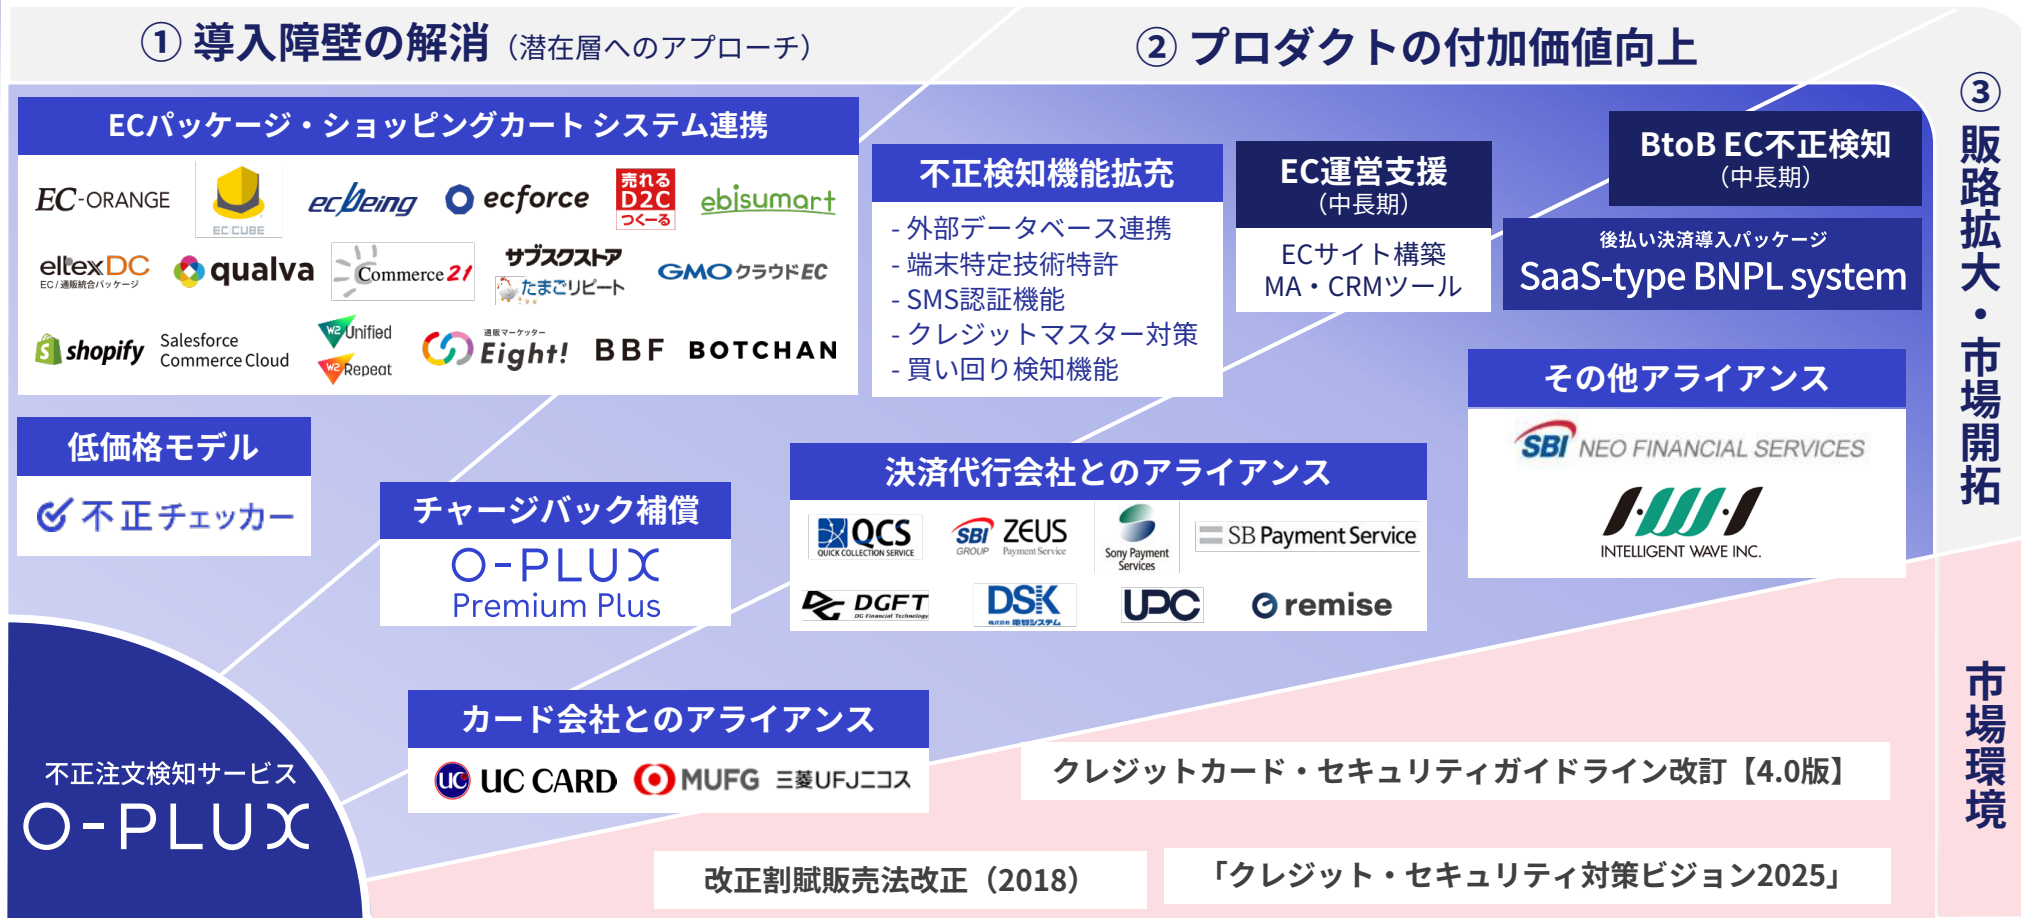 ① 導入障壁の解消（潜在層へのアプローチ）
② プロダクトの付加価値向上
③販路拡大・市場開拓
市場環境
ECパッケージ・ショッピングカート システム連携
EC-ORANGE
EC CUBE
ecbeing
ecforce
売れる
D2C
つくーる
ebisumart
eltexDC
EC/通販統合パッケージ
qualva
Commerce21
サブスクストア
たまごリピート
GMOクラウドEC
shopify
Salesforce
Commerce Cloud
W2 Unified
W2 Repeat
通販マーケッター
Eight!
BBF
BOTCHAN
不正検知機能拡充
- 外部データベース連携
- 端末特定技術特許
- SMS認証機能
- クレジットマスター対策
- 買い回り検知機能
EC運営支援
（中長期）
ECサイト構築
MA・CRMツール
BtoB EC不正検知
（中長期）
後払い決済導入パッケージ
SaaS-type BNPL system
低価格モデル
不正チェッカー
チャージバック補償
O-PLUX
Premium Plus
決済代行会社とのアライアンス
QCS
QUICK COLLECTION SERVICE
SBI
GROUP
ZEUS
Payment Service
Sony Payment
Services
SB Payment Service
DGFT
DG Financial Technology
DSK
株式会社 電算システム
UPC
remise
その他アライアンス
SBI NEO FINANCIAL SERVICES
INTELLIGENT WAVE INC.
カード会社とのアライアンス
UC UC CARD
MUFG 三菱UFJニコス
不正注文検知サービス
O-PLUX
クレジットカード・セキュリティガイドライン改訂【4.0版】
改正割賦販売法改正（2018）
「クレジット・セキュリティ対策ビジョン2025」